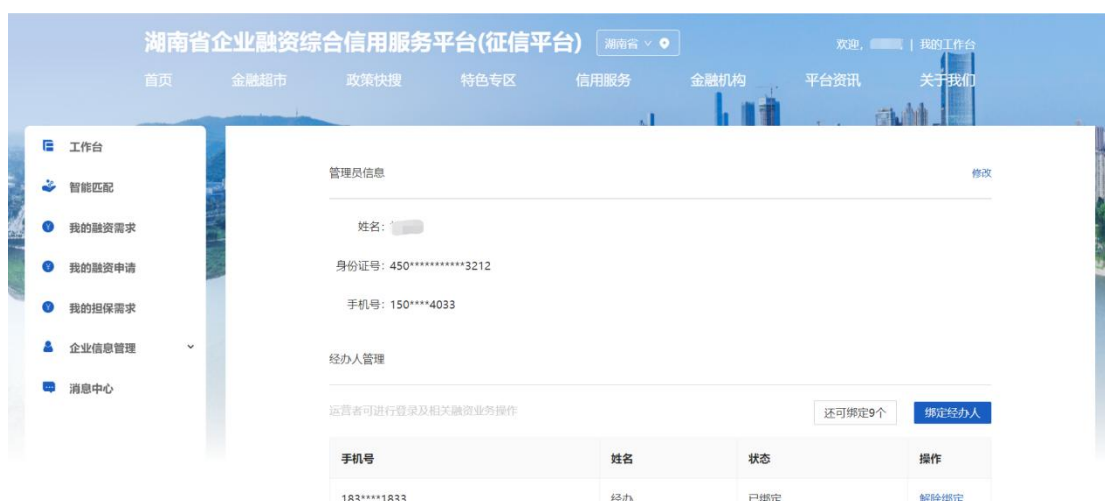 湖南省企业融资综合信用服务平台(征信平台) 湖南省 欢迎, | 我的工作台
首页 金融超市 政策快搜 特色专区 信用服务 金融机构 平台资讯 关于我们
工作台
智能匹配
我的融资需求
我的融资申请
我的担保需求
企业信息管理
消息中心
管理员信息 修改
姓名:
身份证号: 450***********3212
手机号: 150****4033
经办人管理
运营者可进行登录及相关融资业务操作 还可绑定9个 绑定经办人
手机号 姓名 状态 操作
183****1833 经办 已绑定 解除绑定